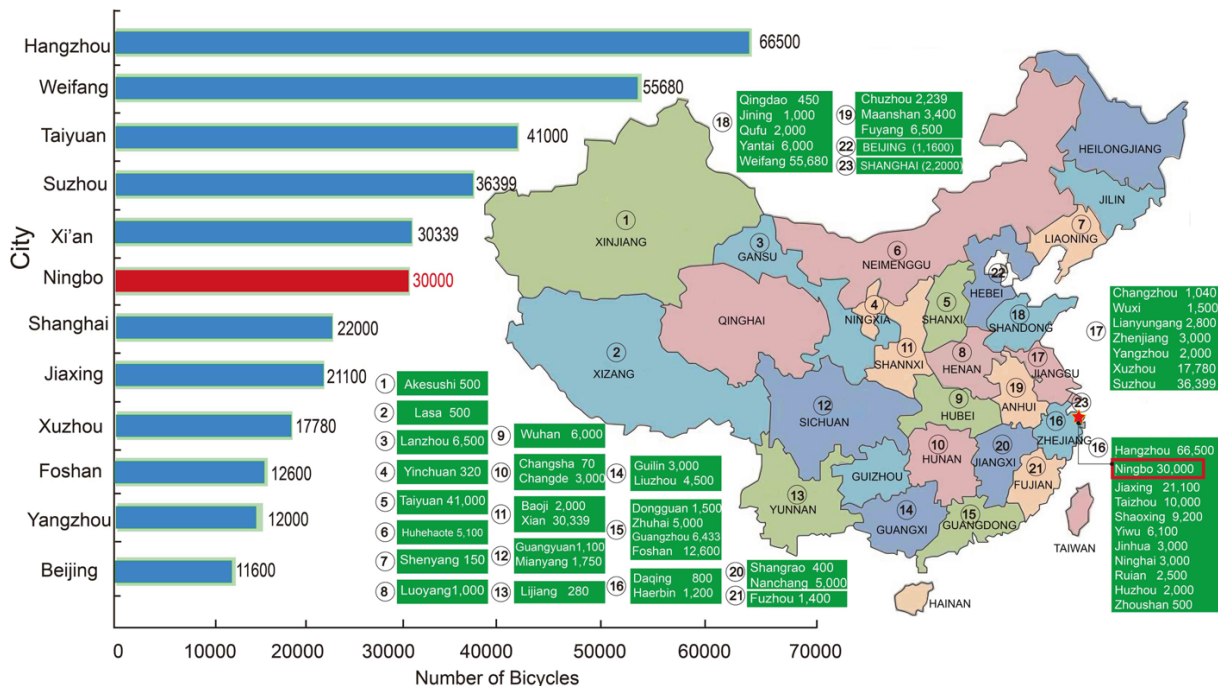 City
Hangzhou 66500
Weifang 55680
Taiyuan 41000
Suzhou 36399
Xi'an 30339
Ningbo 30000
Shanghai 22000
Jiaxing 21100
Xuzhou 17780
Foshan 12600
Yangzhou 12000
Beijing 11600
0 10000 20000 30000 40000 50000 60000 70000
Number of Bicycles
18
Qingdao 450
Jining 1,000
Qufu 2,000
Yantai 6,000
Weifang 55,680
19
Chuzhou 2,239
Maanshan 3,400
Fuyang 6,500
22 BEIJING (1,1600)
23 SHANGHAI (2,2000)
HEILONGJIANG
JILIN
7
LIAONING
1
XINJIANG
3
GANSU
6
NEIMENGGU
22
HEBEI
5
SHANXI
18
SHANDONG
4
NINGXIA
QINGHAI
2
XIZANG
11
SHANNXI
8
HENAN
17
JIANGSU
19
ANHUI
23
9
HUBEI
12
SICHUAN
16
ZHEJIANG
10
HUNAN
20
JIANGXI
21
FUJIAN
GUIZHOU
13
YUNNAN
14
GUANGXI
15
GUANGDONG
TAIWAN
HAINAN
17
Changzhou 1,040
Wuxi 1,500
Lianyungang 2,800
Zhenjiang 3,000
Yangzhou 2,000
Xuzhou 17,780
Suzhou 36,399
16
Hangzhou 66,500
Ningbo 30,000
Jiaxing 21,100
Taizhou 10,000
Shaoxing 9,200
Yiwu 6,100
Jinhua 3,000
Ninghai 3,000
Ruian 2,500
Huzhou 2,000
Zhoushan 500
1 Akesushi 500
2 Lasa 500
3 Lanzhou 6,500
4 Yinchuan 320
5 Taiyuan 41,000
6 Huhehaote 5,100
7 Shenyang 150
8 Luoyang1,000
9 Wuhan 6,000
10
Changsha 70
Changde 3,000
11
Baoji 2,000
Xian 30,339
12
Guangyuan1,100
Mianyang 1,750
13 Lijiang 280
14
Guilin 3,000
Liuzhou 4,500
15
Dongguan 1,500
Zhuhai 5,000
Guangzhou 6,433
Foshan 12,600
16
Daqing 800
Haerbin 1,200
20
Shangrao 400
Nanchang 5,000
21 Fuzhou 1,400